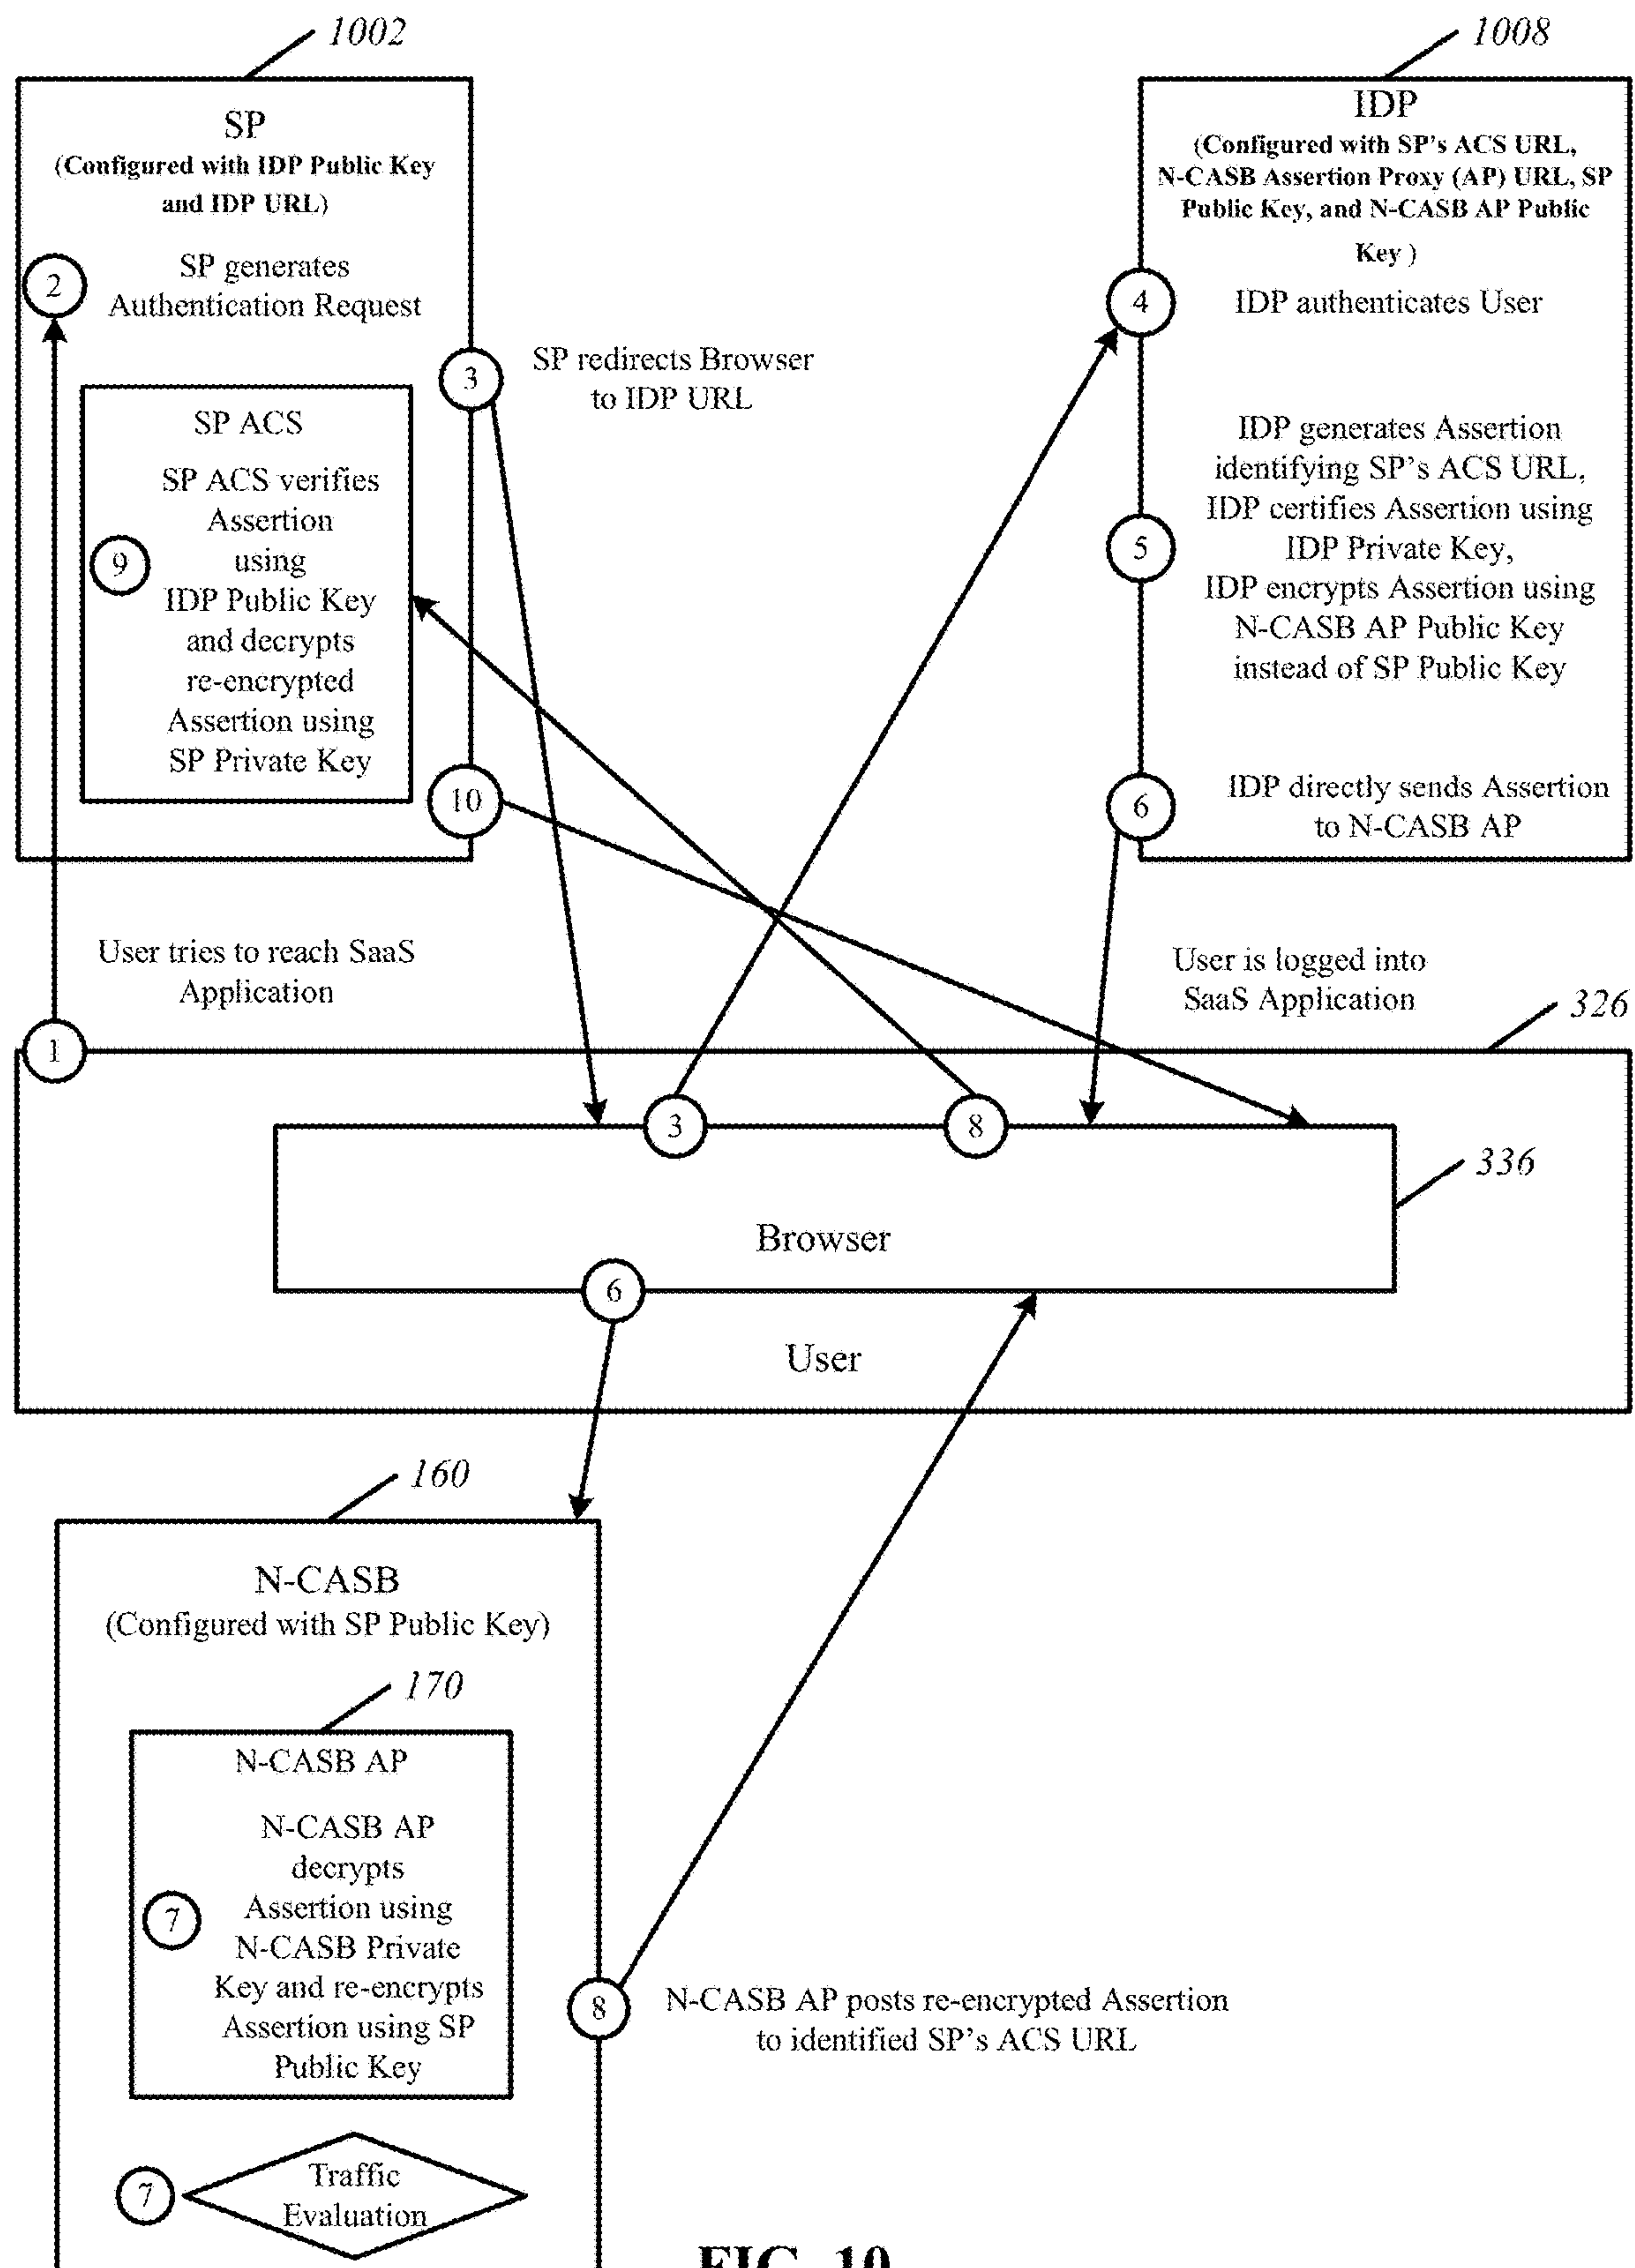 1002
SP
(Configured with IDP Public Key
and IDP URL)
2
SP generates
Authentication Request
3
SP redirects Browser
to IDP URL
SP ACS
9
SP ACS verifies
Assertion
using
IDP Public Key
and decrypts
re-encrypted
Assertion using
SP Private Key
10
1008
IDP
(Configured with SP's ACS URL,
N-CASB Assertion Proxy (AP) URL, SP
Public Key, and N-CASB AP Public
Key )
4
IDP authenticates User
5
IDP generates Assertion
identifying SP's ACS URL,
IDP certifies Assertion using
IDP Private Key,
IDP encrypts Assertion using
N-CASB AP Public Key
instead of SP Public Key
6
IDP directly sends Assertion
to N-CASB AP
User tries to reach SaaS
Application
User is logged into
SaaS Application
326
1
3
8
336
Browser
6
User
160
N-CASB
(Configured with SP Public Key)
170
N-CASB AP
7
N-CASB AP
decrypts
Assertion using
N-CASB Private
Key and re-encrypts
Assertion using SP
Public Key
8
N-CASB AP posts re-encrypted Assertion
to identified SP's ACS URL
7
Traffic
Evaluation
FIG. 10